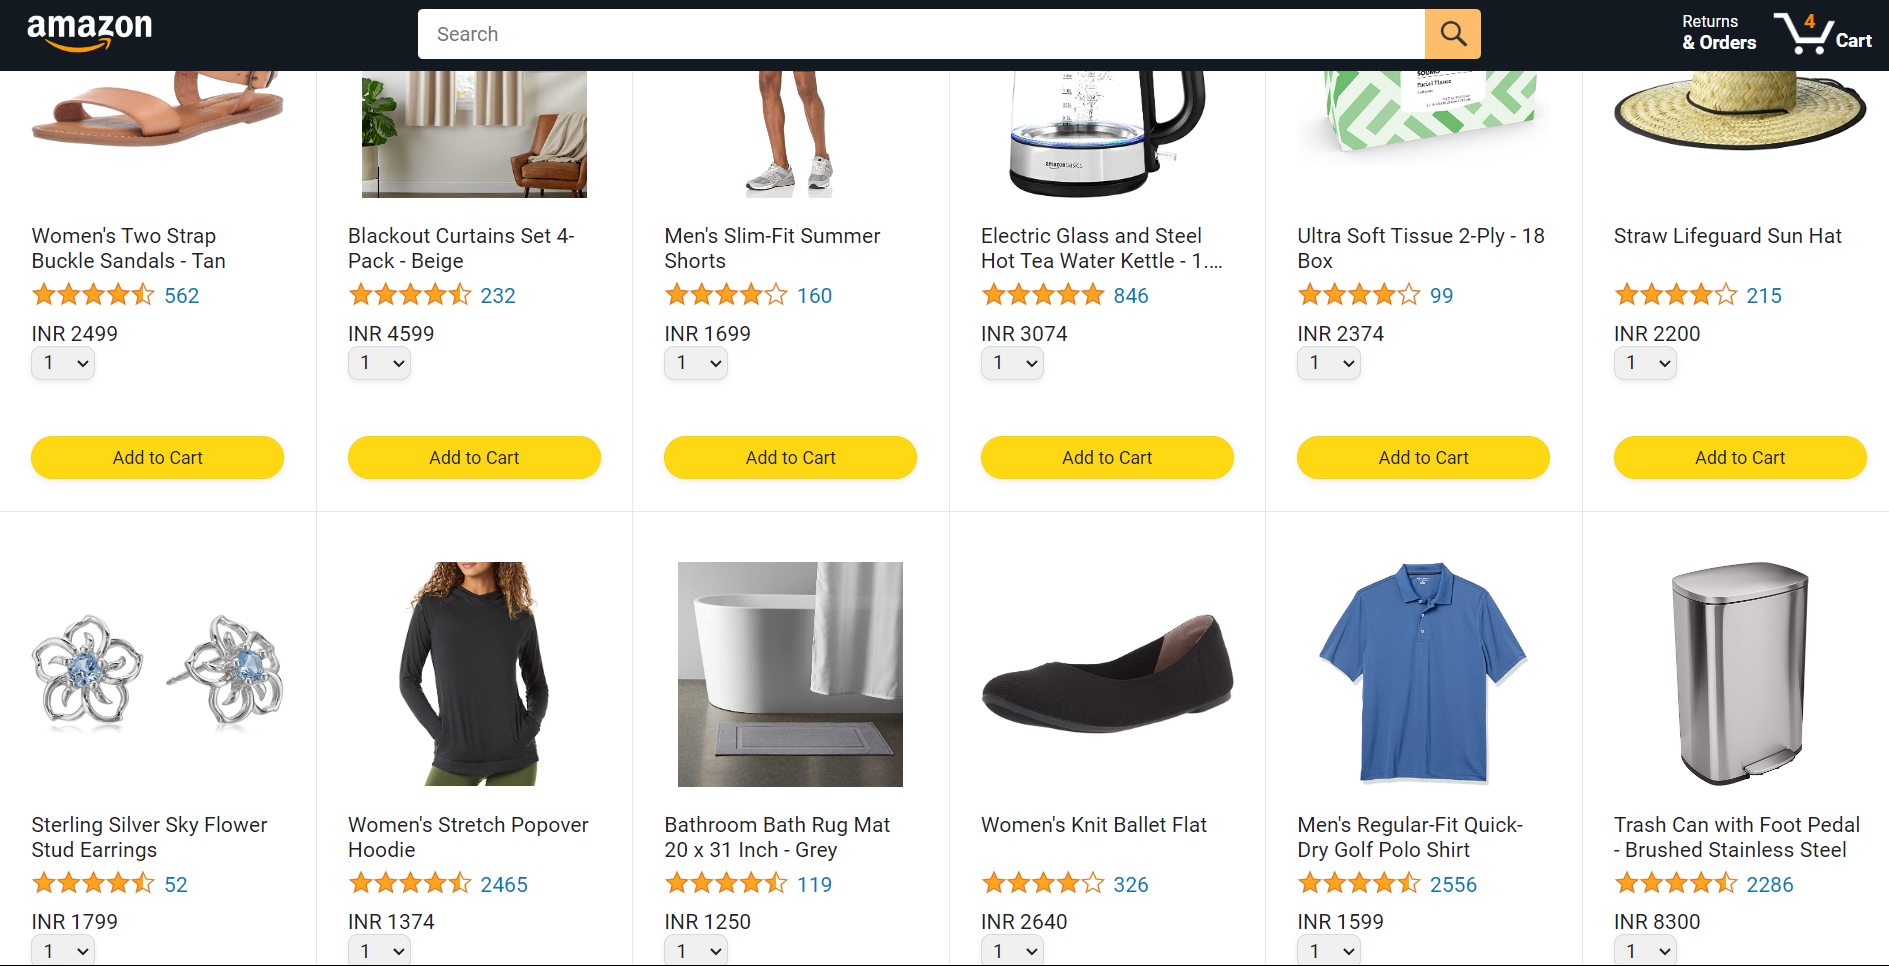 amazon
Search
Returns
& Orders
4
Cart
amazonbasics
Facial Tissue
Women's Two Strap
Buckle Sandals - Tan
562
INR 2499
1
Blackout Curtains Set 4-
Pack - Beige
232
INR 4599
1
Men's Slim-Fit Summer
Shorts
160
INR 1699
1
Electric Glass and Steel
Hot Tea Water Kettle - 1....
846
INR 3074
1
Ultra Soft Tissue 2-Ply - 18
Box
99
INR 2374
1
Straw Lifeguard Sun Hat
215
INR 2200
1
Add to Cart
Add to Cart
Add to Cart
Add to Cart
Add to Cart
Add to Cart
Sterling Silver Sky Flower
Stud Earrings
52
INR 1799
1
Women's Stretch Popover
Hoodie
2465
INR 1374
1
Bathroom Bath Rug Mat
20 x 31 Inch - Grey
119
INR 1250
1
Women's Knit Ballet Flat
326
INR 2640
1
Men's Regular-Fit Quick-
Dry Golf Polo Shirt
2556
INR 1599
1
Trash Can with Foot Pedal
- Brushed Stainless Steel
2286
INR 8300
1